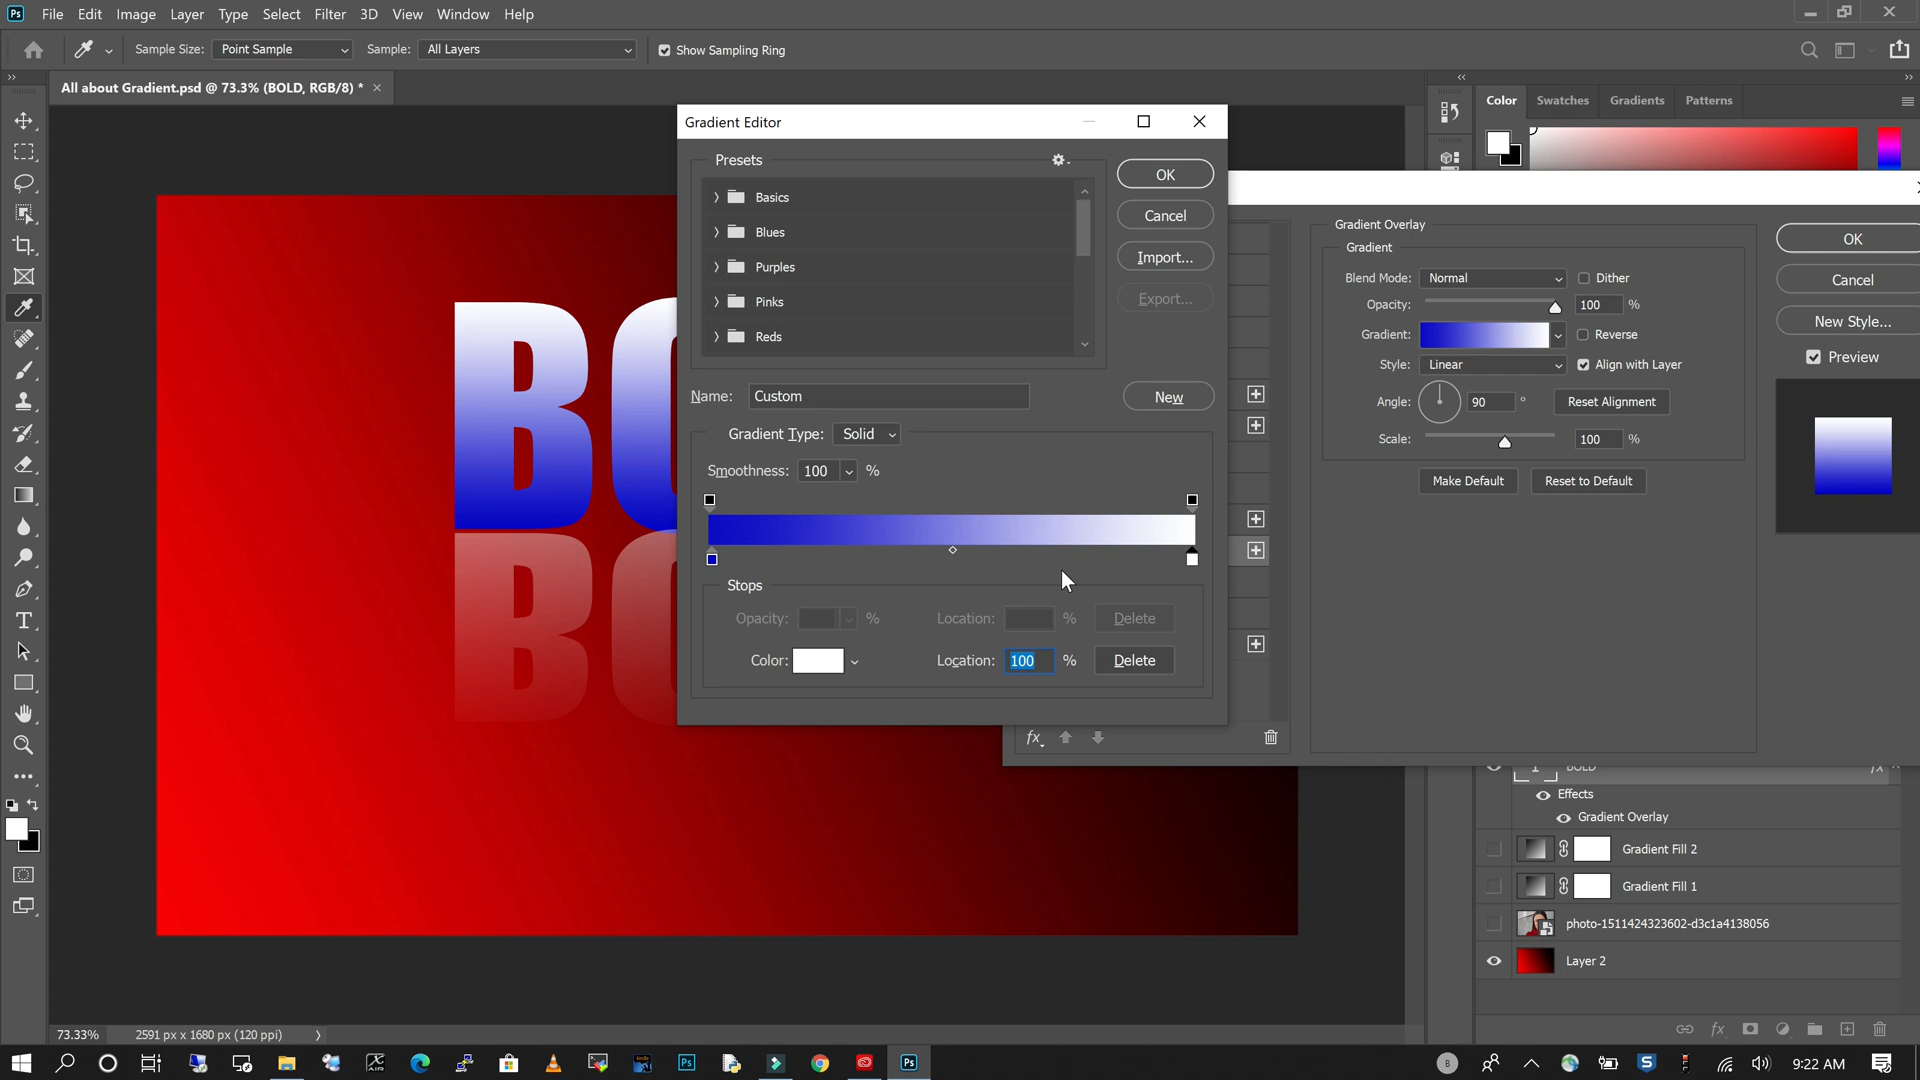 Ps File Edit Image Layer Type Select Filter 3D View Window Help
Sample Size: Point Sample Sample: All Layers Show Sampling Ring
All about Gradient.psd @ 73.3% (BOLD, RGB/8) * ×
Color Swatches Gradients Patterns
Gradient Editor
Presets
Basics
Blues
Purples
Pinks
Reds
OK
Cancel
Import...
Export...
Name: Custom
New
Gradient Type: Solid
Smoothness: 100 %
Stops
Opacity: % Location: % Delete
Color: Location: 100 % Delete
Gradient Overlay
Gradient
Blend Mode: Normal Dither
Opacity: 100 %
Gradient: Reverse
Style: Linear Align with Layer
Angle: 90 ° Reset Alignment
Scale: 100 %
Make Default Reset to Default
OK
Cancel
New Style...
Preview
fx
BOLD fx
Effects
Gradient Overlay
Gradient Fill 2
Gradient Fill 1
photo-1511424323602-d3c1a4138056
Layer 2
fx
73.33% 2591 px x 1680 px (120 ppi)
9:22 AM